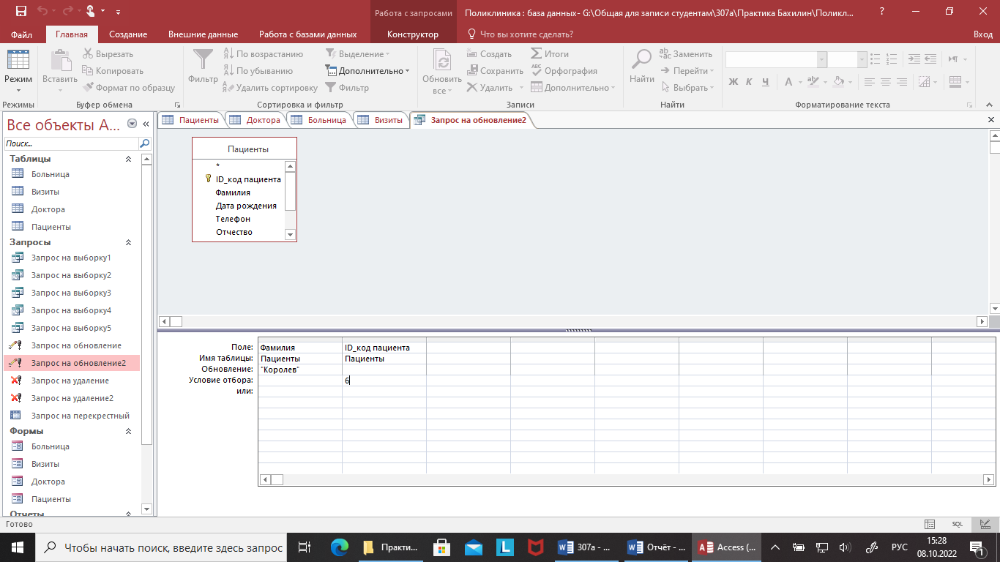 Работа с запросами
Поликлиника : база данных- G:\Общая для записи студентам\307а\Практика Бахилин\Поликл...
?
Файл Главная Создание Внешние данные Работа с базами данных Конструктор Что вы хотите сделать? Вход
Режим
Режимы
Вставить
Вырезать
Копировать
Формат по образцу
Буфер обмена
Фильтр
По возрастанию
По убыванию
Удалить сортировку
Выделение
Дополнительно
Фильтр
Сортировка и фильтр
Обновить
все
Создать
Сохранить
Удалить
Итоги
Орфография
Дополнительно
Записи
Найти
Заменить
Перейти
Выбрать
Найти
Ж К Ч А
Форматирование текста
Все объекты A...
Поиск...
Таблицы
Больница
Визиты
Доктора
Пациенты
Запросы
Запрос на выборку1
Запрос на выборку2
Запрос на выборку3
Запрос на выборку4
Запрос на выборку5
Запрос на обновление
Запрос на обновление2
Запрос на удаление
Запрос на удаление2
Запрос на перекрестный
Формы
Больница
Визиты
Доктора
Пациенты
Отчеты
Пациенты Доктора Больница Визиты Запрос на обновление2
Пациенты
*
ID_код пациента
Фамилия
Дата рождения
Телефон
Отчество
Поле: Фамилия ID_код пациента
Имя таблицы: Пациенты Пациенты
Обновление: "Королев"
Условие отбора: 6
или:
Готово
SQL
Чтобы начать поиск, введите здесь запрос
Практи...
307а - ...
Отчёт - ...
Access (...
РУС
15:28
08.10.2022
1